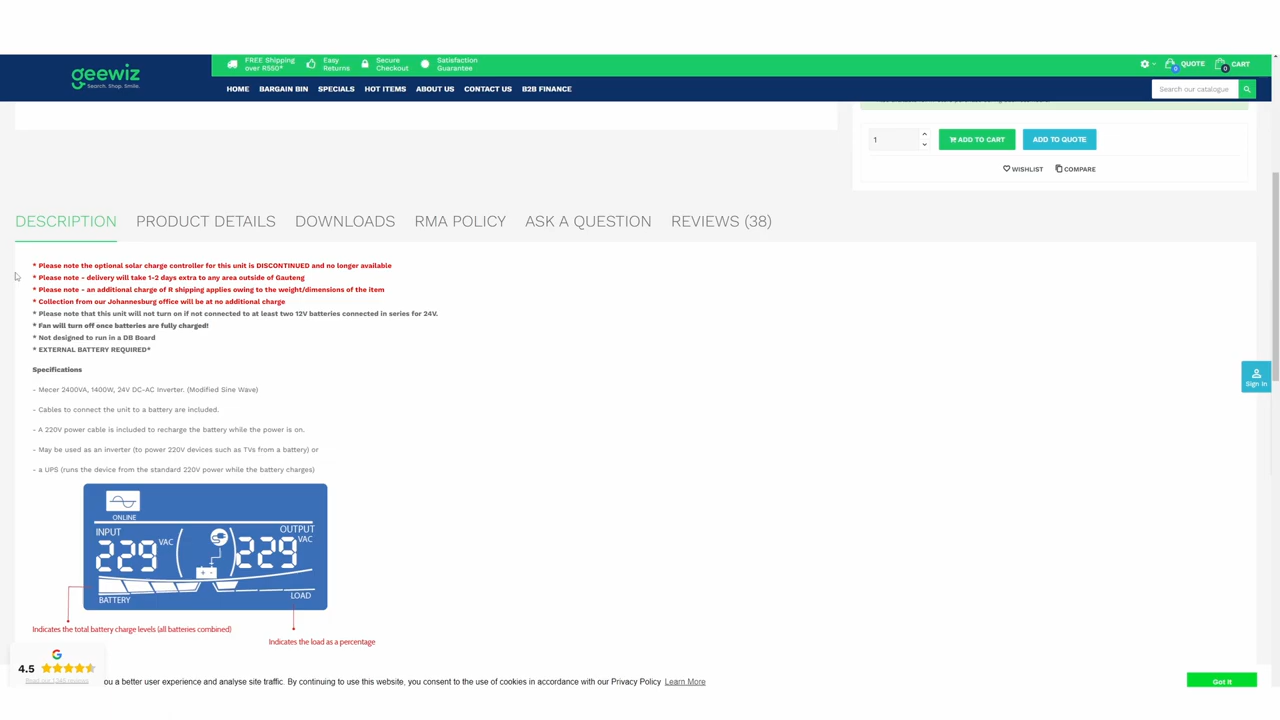 geewiz
Search. Shop. Smile.
FREE Shipping
over R550*
Easy
Returns
Secure
Checkout
Satisfaction
Guarantee
0
QUOTE
0
CART
HOME
BARGAIN BIN
SPECIALS
HOT ITEMS
ABOUT US
CONTACT US
B2B FINANCE
Search our catalogue
1
ADD TO CART
ADD TO QUOTE
WISHLIST
COMPARE
DESCRIPTION
PRODUCT DETAILS
DOWNLOADS
RMA POLICY
ASK A QUESTION
REVIEWS (38)
* Please note the optional solar charge controller for this unit is DISCONTINUED and no longer available
* Please note - delivery will take 1-2 days extra to any area outside of Gauteng
* Please note - an additional charge of R shipping applies owing to the weight/dimensions of the item
* Collection from our Johannesburg office will be at no additional charge
* Please note that this unit will not turn on if not connected to at least two 12V batteries connected in series for 24V.
* Fan will turn off once batteries are fully charged!
* Not designed to run in a DB Board
* EXTERNAL BATTERY REQUIRED*
Specifications
- Mecer 2400VA, 1400W, 24V DC-AC Inverter. (Modified Sine Wave)
- Cables to connect the unit to a battery are included.
- A 220V power cable is included to recharge the battery while the power is on.
- May be used as an inverter (to power 220V devices such as TVs from a battery) or
- a UPS (runs the device from the standard 220V power while the battery charges)
ONLINE
INPUT
229
VAC
OUTPUT
229
VAC
BATTERY
LOAD
Indicates the total battery charge levels (all batteries combined)
Indicates the load as a percentage
Sign in
4.5
ou a better user experience and analyse site traffic. By continuing to use this website, you consent to the use of cookies in accordance with our Privacy Policy Learn More
Got It